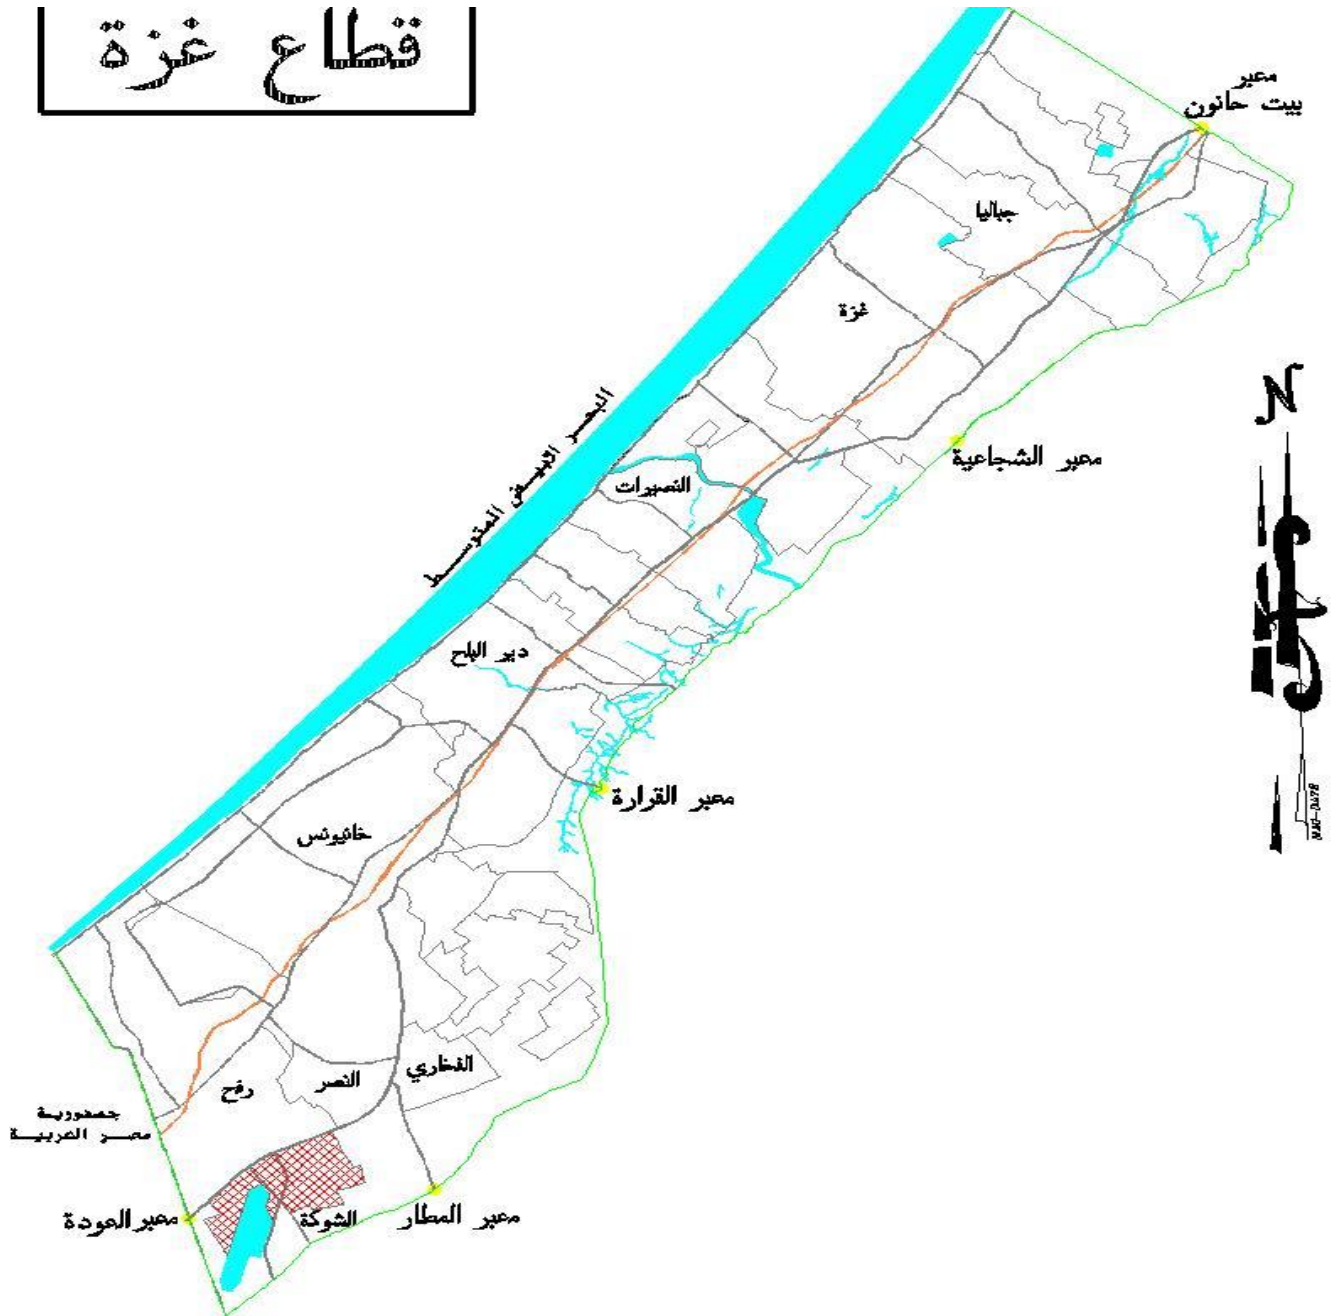 قطاع غزة
معبر
بيت حانون
جباليا
غزة
البحر الابيض المتوسط
N
معبر الشجاعية
النصيرات
دير البلح
معبر القرارة
خانيونس
الفخاري
النصر
رفح
جمهورية
مصر العربية
معبر المطار
الشوكة
معبر العودة